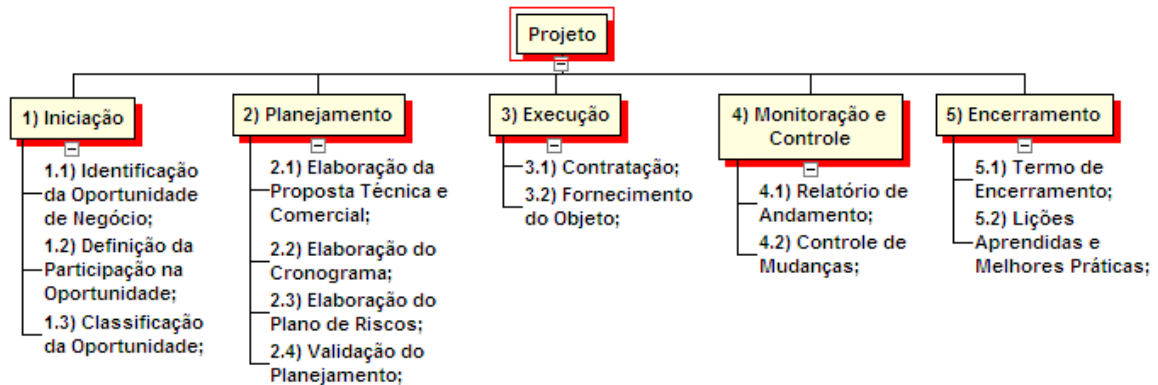 Projeto
1) Iniciação
1.1) Identificação
da Oportunidade
de Negócio;
1.2) Definição da
Participação na
Oportunidade;
1.3) Classificação
da Oportunidade;
2) Planejamento
2.1) Elaboração da
Proposta Técnica e
Comercial;
2.2) Elaboração do
Cronograma;
2.3) Elaboração do
Plano de Riscos;
2.4) Validação do
Planejamento;
3) Execução
3.1) Contratação;
3.2) Fornecimento
do Objeto;
4) Monitoração e
Controle
4.1) Relatório de
Andamento;
4.2) Controle de
Mudanças;
5) Encerramento
5.1) Termo de
Encerramento;
5.2) Lições
Aprendidas e
Melhores Práticas;